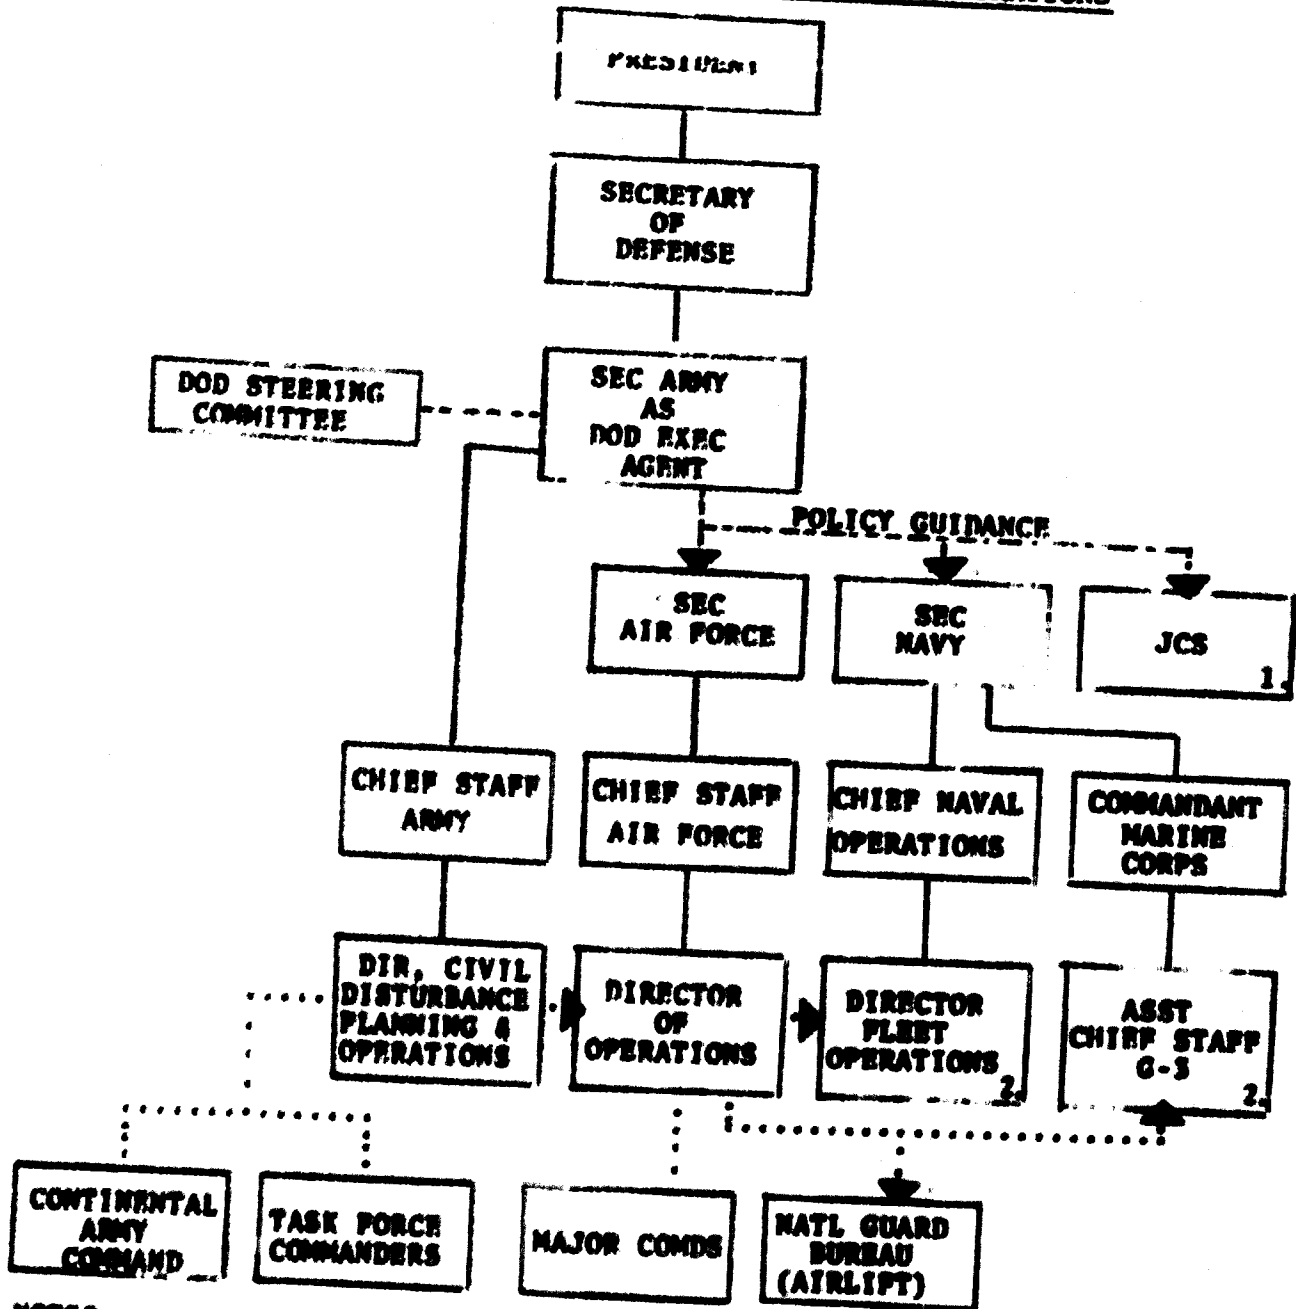 PRESIDENT
SECRETARY
OF
DEFENSE
DOD STEERING
COMMITTEE
SEC ARMY
AS
DOD EXEC
AGENT
POLICY GUIDANCE
SEC
AIR FORCE
SEC
NAVY
JCS
1.
CHIEF STAFF
ARMY
CHIEF STAFF
AIR FORCE
CHIEF NAVAL
OPERATIONS
COMMANDANT
MARINE
CORPS
DIR, CIVIL
DISTURBANCE
PLANNING &
OPERATIONS
DIRECTOR
OF
OPERATIONS
DIRECTOR
FLEET
OPERATIONS
2.
ASST
CHIEF STAFF
G-3
2.
CONTINENTAL
ARMY
COMMAND
TASK FORCE
COMMANDERS
MAJOR COMDS
NATL GUARD
BUREAU
(AIRLIFT)